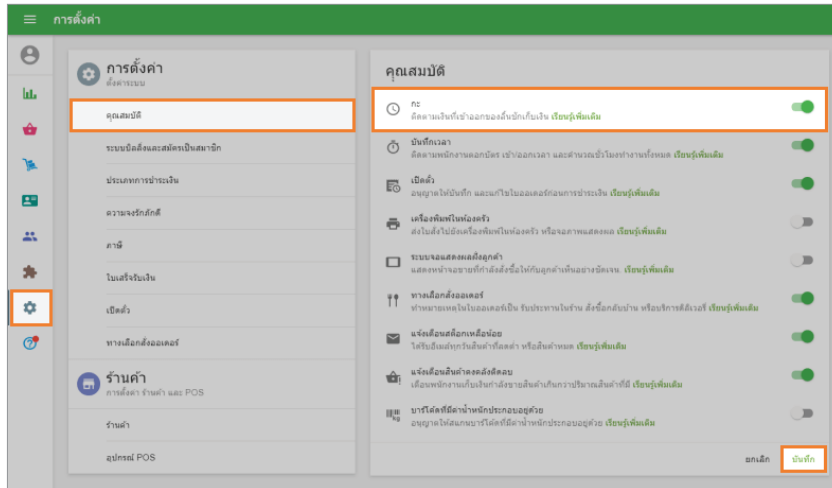 การตั้งค่า
การตั้งค่า
ตั้งค่าระบบ
คุณสมบัติ
ระบบบิลลิ่งและสมัครเป็นสมาชิก
ประเภทการชำระเงิน
ความจงรักภักดี
ภาษี
ใบเสร็จรับเงิน
เปิดตั๋ว
ทางเลือกสั่งออเดอร์
ร้านค้า
การตั้งค่า ร้านค้า และ POS
ร้านค้า
อุปกรณ์ POS
คุณสมบัติ
กะ
ติดตามเงินที่เข้าออกของลิ้นชักเก็บเงิน เรียนรู้เพิ่มเติม
บันทึกเวลา
ติดตามพนักงานตอกบัตร เข้า/ออกเวลา และคำนวณชั่วโมงทำงานทั้งหมด เรียนรู้เพิ่มเติม
เปิดตั๋ว
อนุญาตให้บันทึก และแก้ไขใบออเดอร์ก่อนการชำระเงิน เรียนรู้เพิ่มเติม
เครื่องพิมพ์ในห้องครัว
ส่งใบสั่งไปยังเครื่องพิมพ์ในห้องครัว หรือจอภาพแสดงผล เรียนรู้เพิ่มเติม
ระบบจอแสดงผลฝั่งลูกค้า
แสดงหน้าจอขายที่กำลังสั่งซื้อให้กับลูกค้าเห็นอย่างชัดเจน เรียนรู้เพิ่มเติม
ทางเลือกสั่งออเดอร์
ทำหมายเหตุในใบออเดอร์เป็น รับประทานในร้าน สั่งซื้อกลับบ้าน หรือบริการดีลิเวอรี่ เรียนรู้เพิ่มเติม
แจ้งเตือนสต็อกเหลือน้อย
ได้รับอีเมล์ทุกวันสินค้าที่ลดต่ำ หรือสินค้าหมด เรียนรู้เพิ่มเติม
แจ้งเตือนสินค้าคงคลังติดลบ
เตือนพนักงานเก็บเงินถ้ากำลังขายสินค้าเกินกว่าปริมาณสินค้าที่มี เรียนรู้เพิ่มเติม
บาร์โค้ดที่มีค่าน้ำหนักประกอบอยู่ด้วย
อนุญาตให้สแกนบาร์โค้ดที่มีค่าน้ำหนักประกอบอยู่ด้วย เรียนรู้เพิ่มเติม
ยกเลิก บันทึก